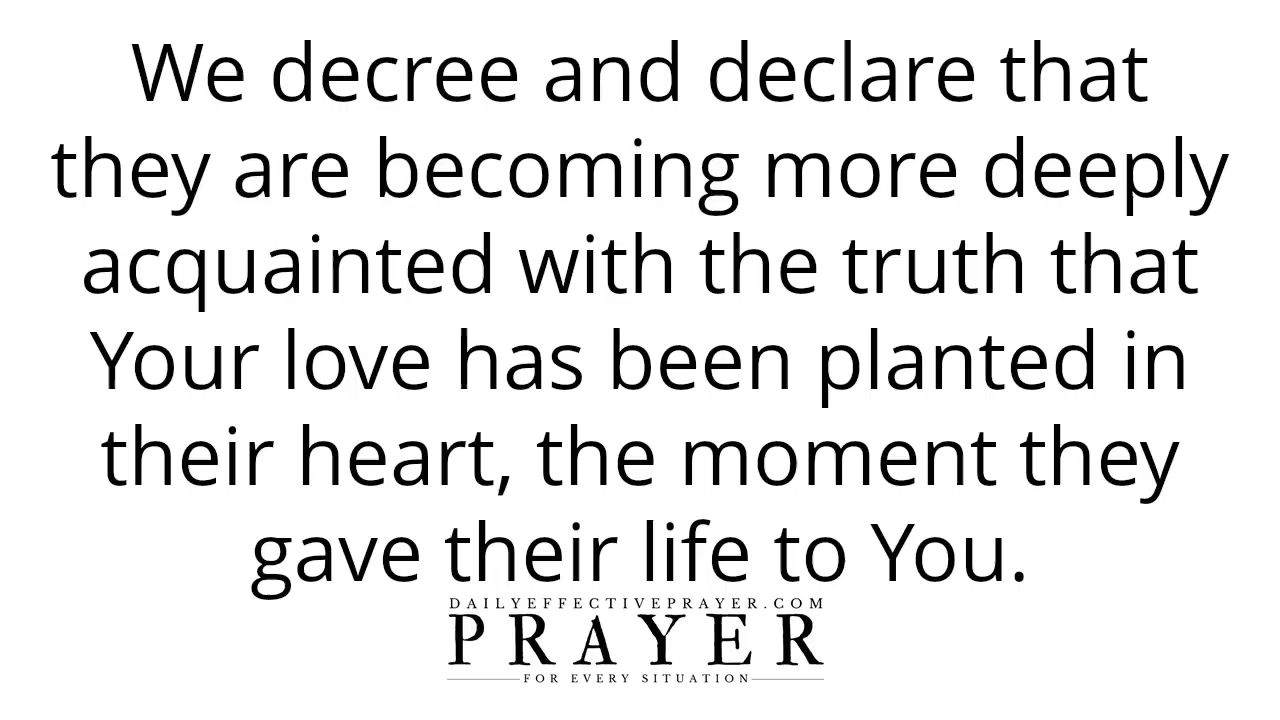 We decree and declare that
they are becoming more deeply
acquainted with the truth that
Your love has been planted in
their heart, the moment they
gave their life to You.
DAILYEFFECTIVEPRAYER.COM
PRAYER
FOR EVERY SITUATION